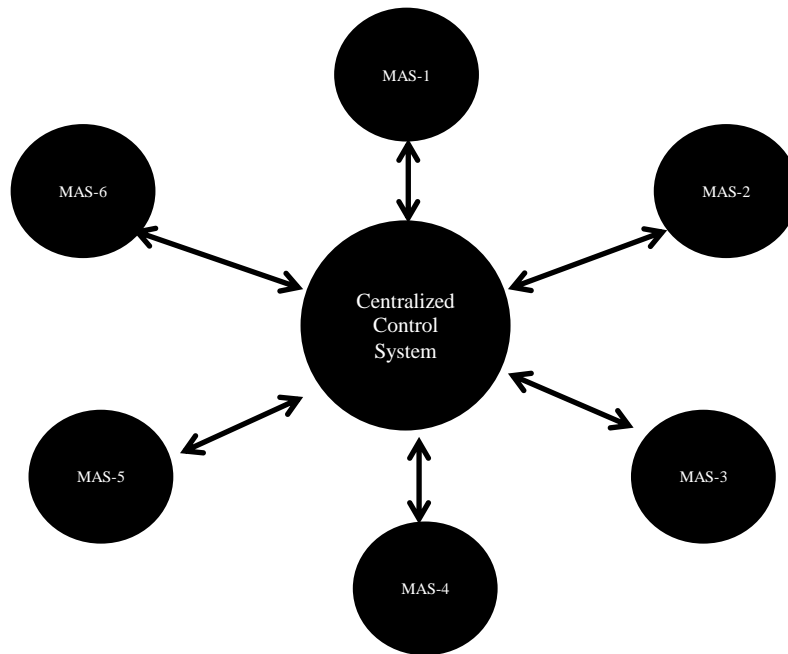 MAS-1
MAS-6
MAS-2
Centralized
Control
System
MAS-5
MAS-3
MAS-4